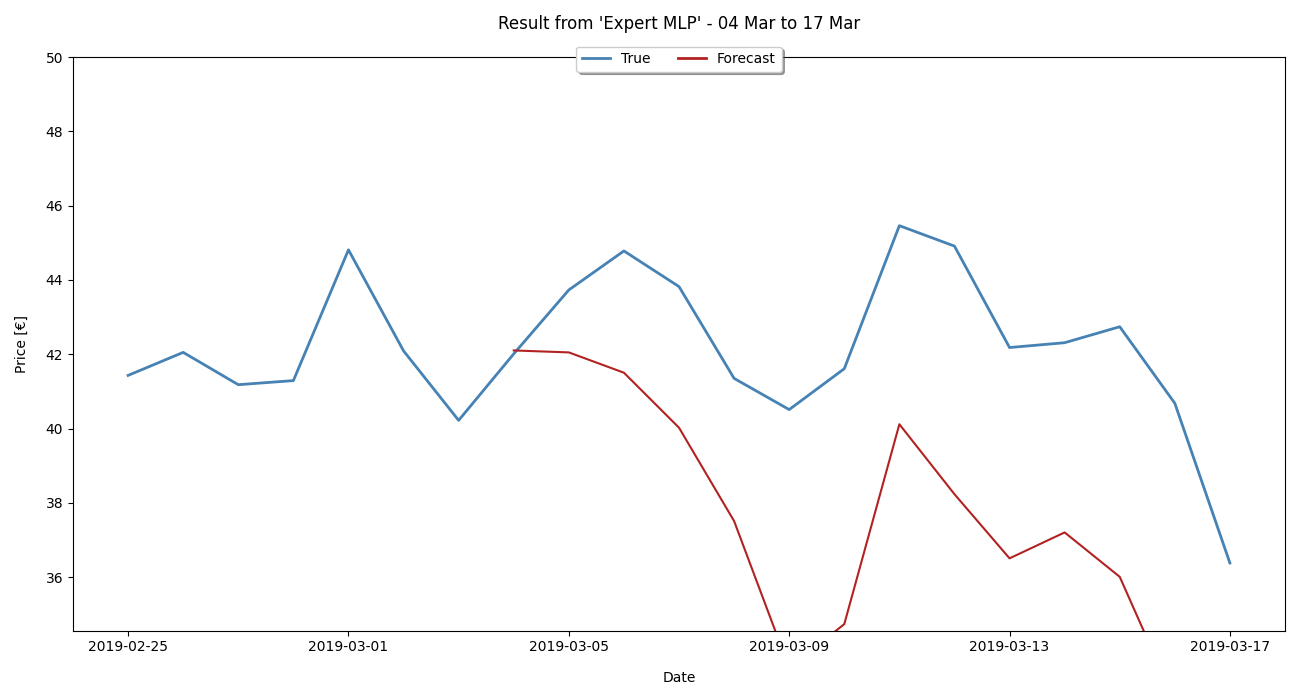 Result from 'Expert MLP' - 04 Mar to 17 Mar
True Forecast
50
48
46
44
42
40
38
36
Price [€]
2019-02-25 2019-03-01 2019-03-05 2019-03-09 2019-03-13 2019-03-17
Date